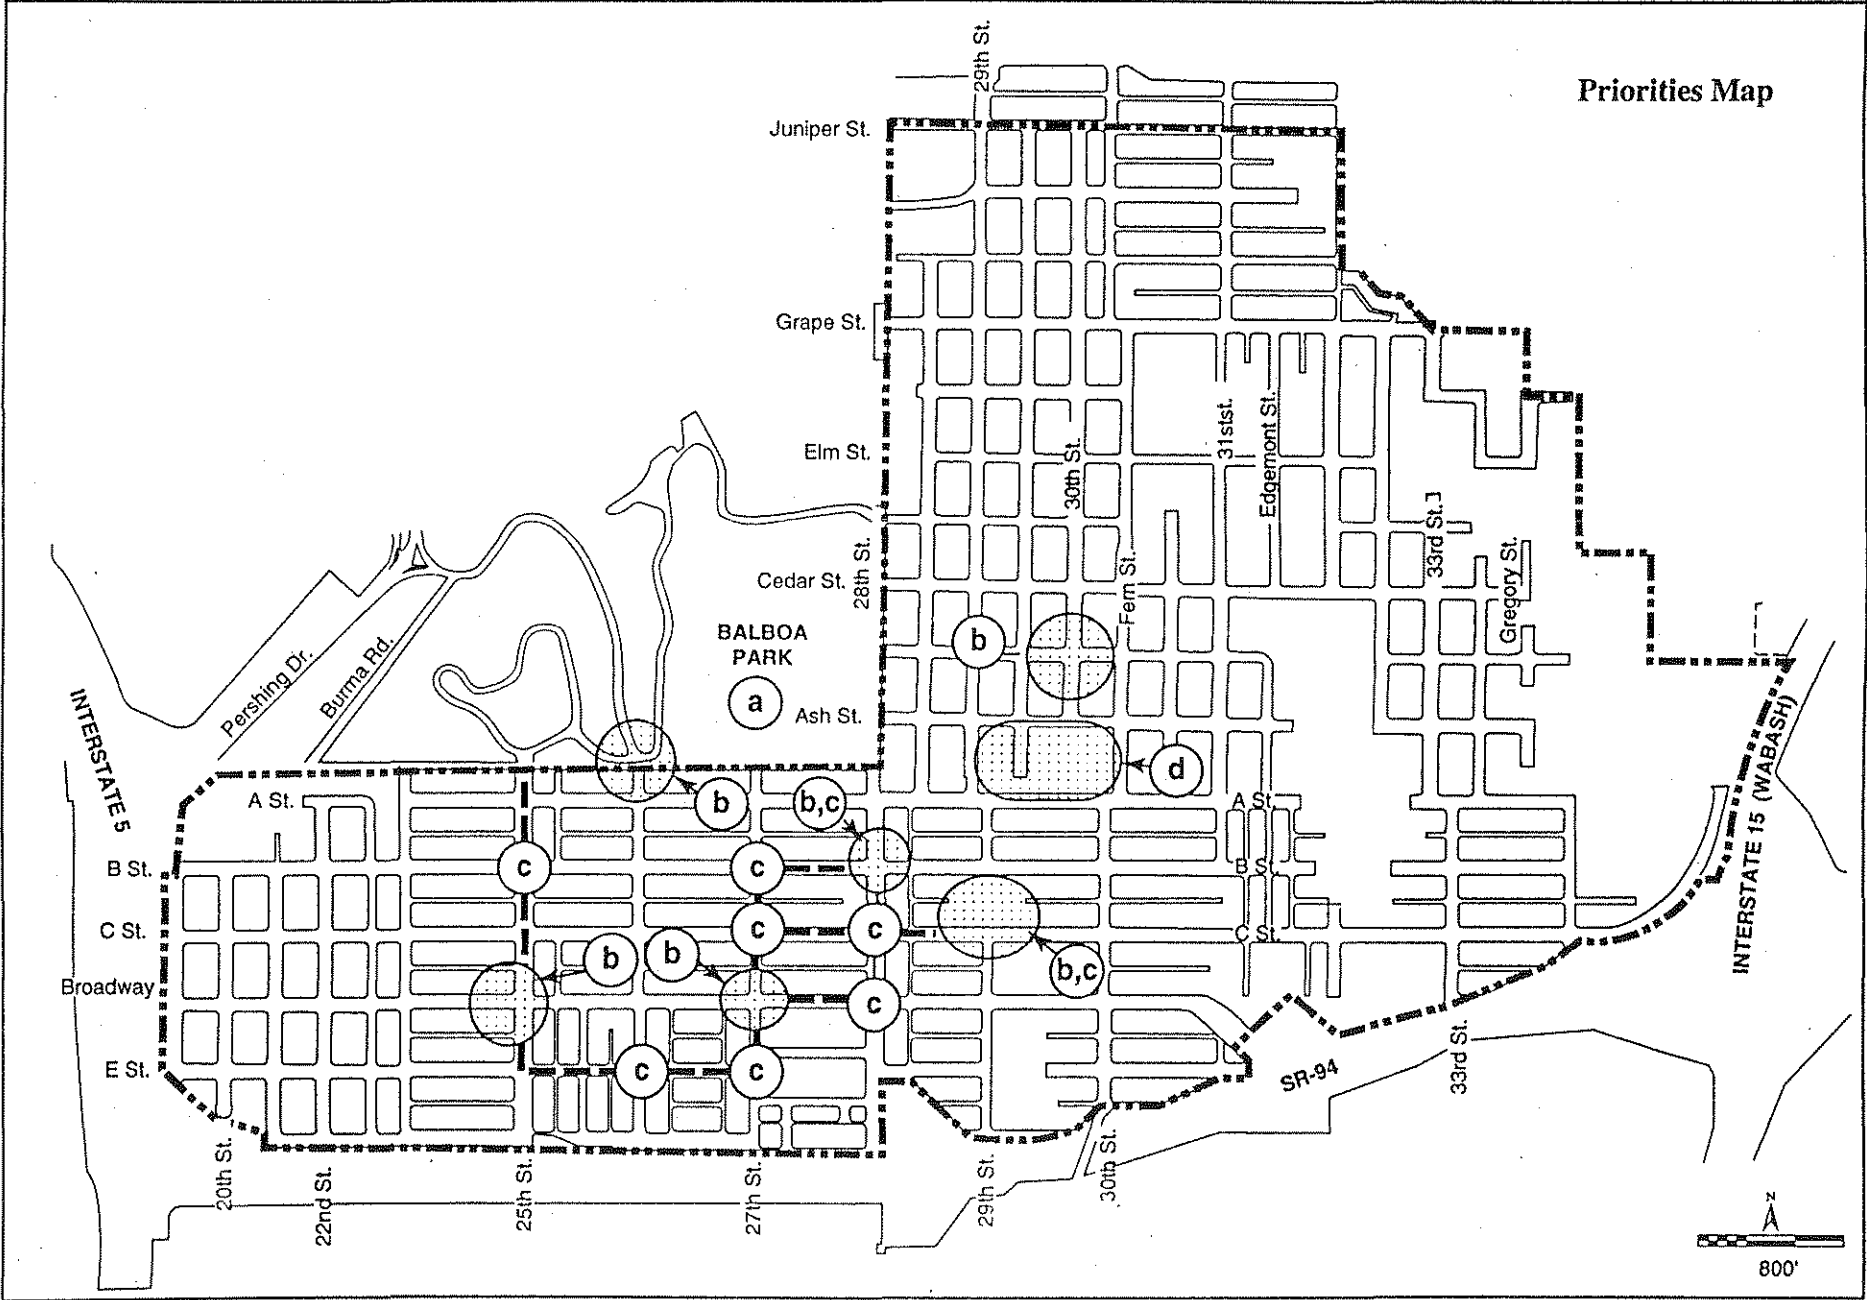 Priorities Map
29th St.
Juniper St.
Grape St.
Elm St.
30th St.
31stst.
Edgemont St.
33rd St.]
Gregory St.
Cedar St.
28th St.
Fern St.
BALBOA
PARK
a
b
Ash St.
Pershing Dr.
Burma Rd.
INTERSTATE 5
INTERSTATE 15 (WABASH)
d
b
b,c
A St.
A St.
B St.
c
c
B St.
C St.
c
c
C St.
b
b
b,c
Broadway
c
E St.
c
c
SR-94
33rd St.
20th St.
22nd St.
25th St.
27th St.
29th St.
30th St.
N
800'